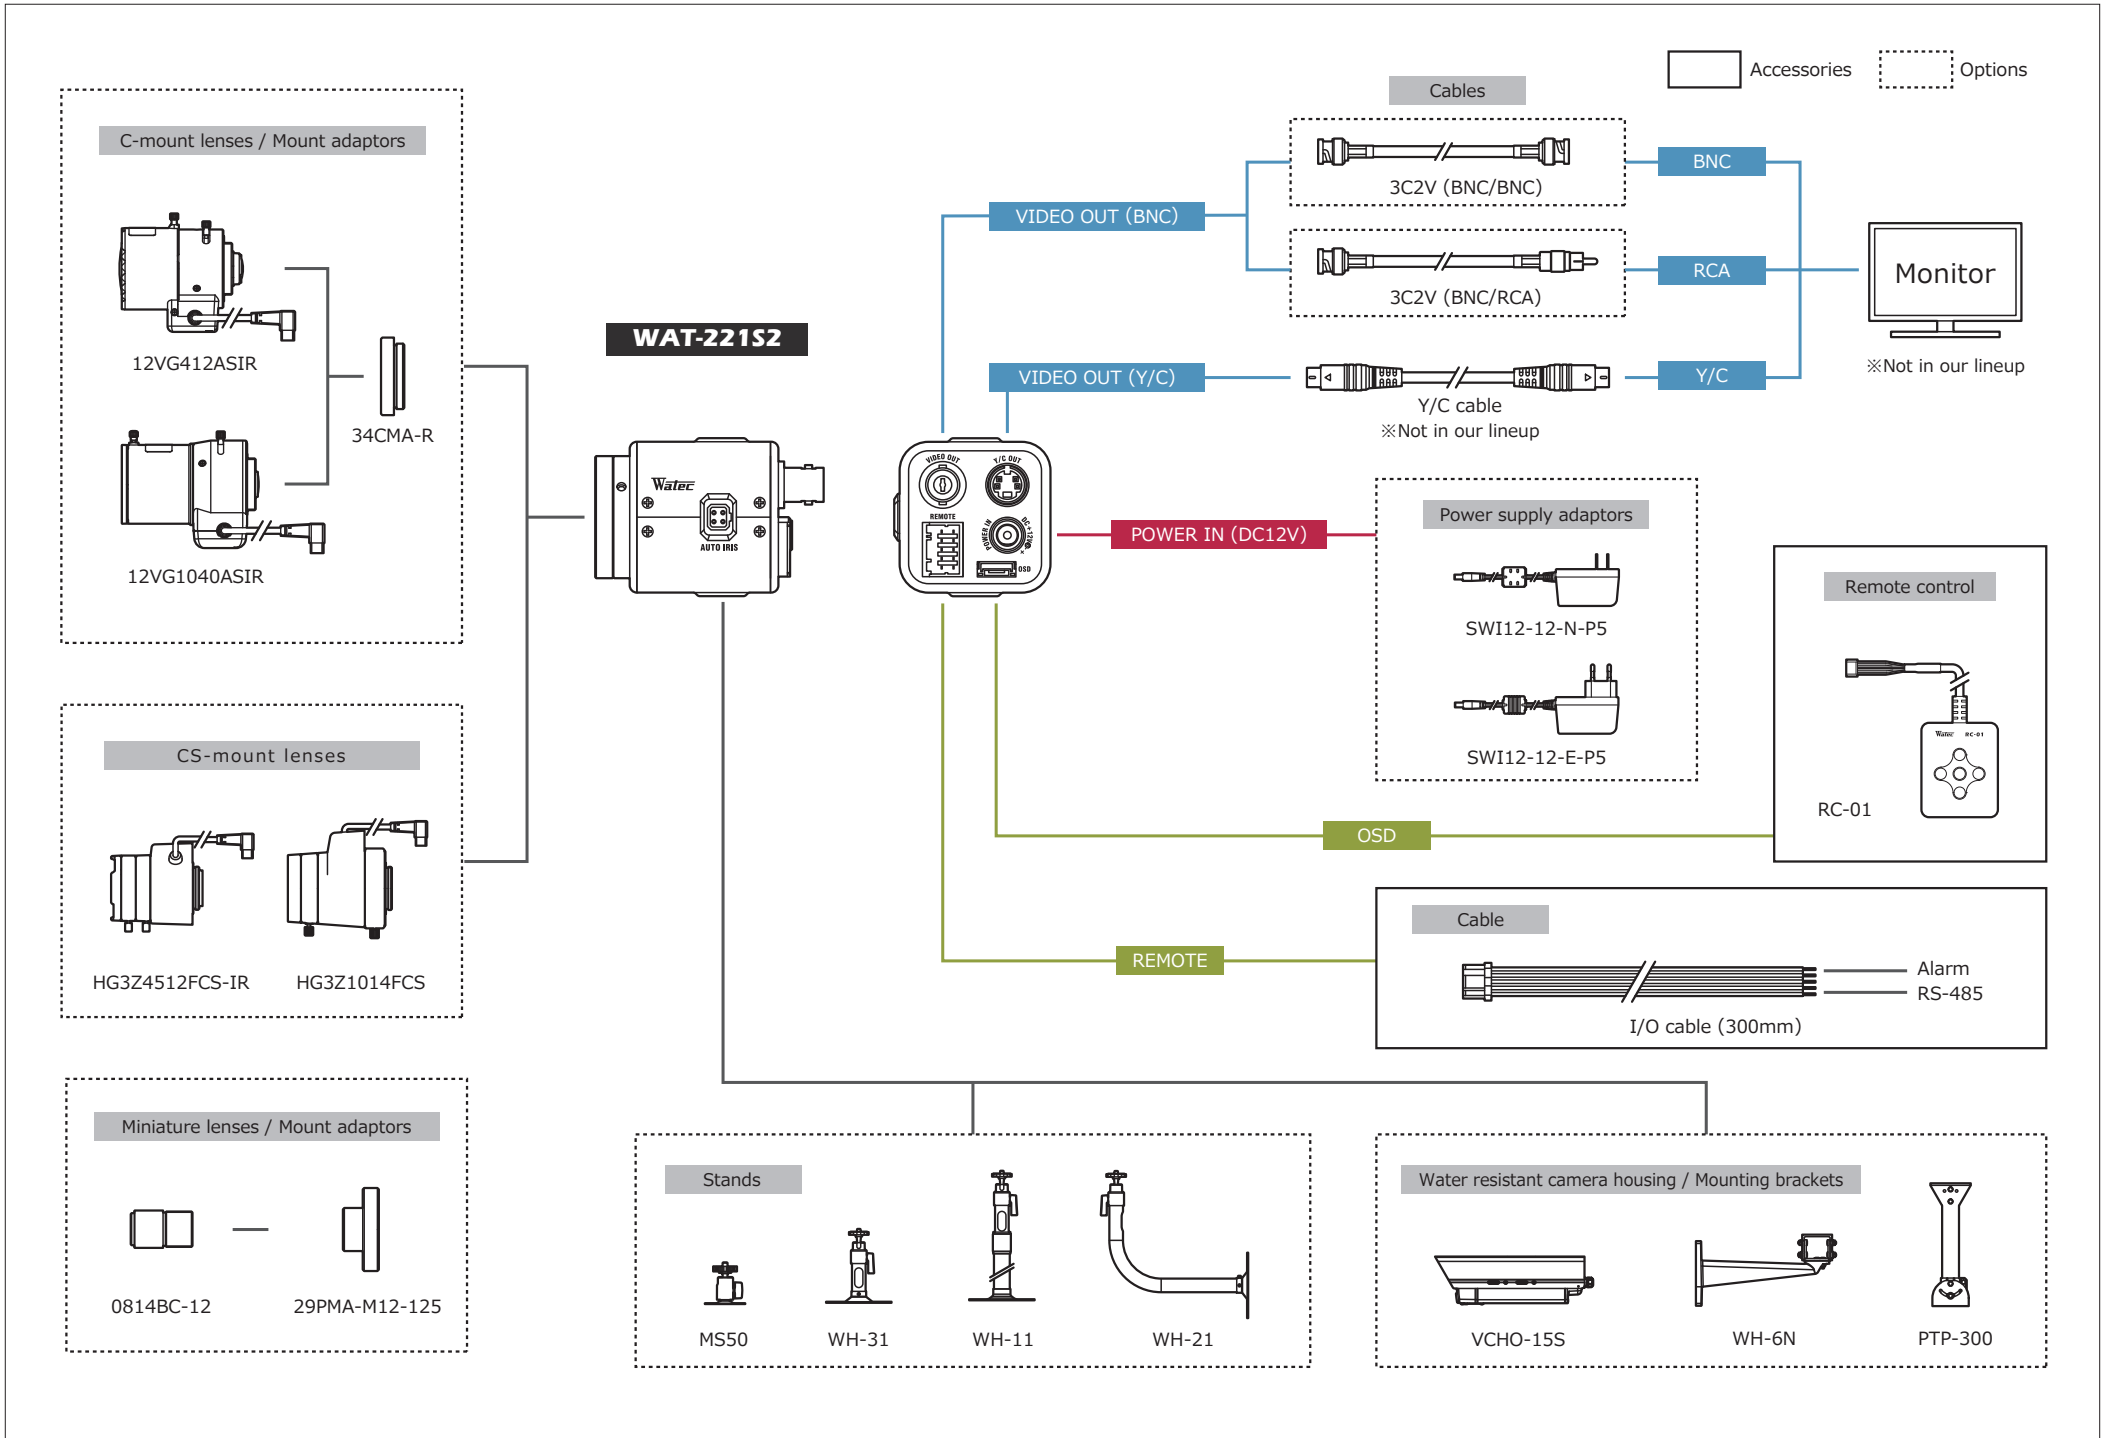 Accessories
Options
C-mount lenses / Mount adaptors
12VG412ASIR
34CMA-R
12VG1040ASIR
CS-mount lenses
HG3Z4512FCS-IR
HG3Z1014FCS
Miniature lenses / Mount adaptors
0814BC-12
29PMA-M12-125
WAT-221S2
Watec
AUTO IRIS
VIDEO OUT
Y/C OUT
REMOTE
POWER IN
DC+12V
OSD
VIDEO OUT (BNC)
VIDEO OUT (Y/C)
Cables
3C2V (BNC/BNC)
3C2V (BNC/RCA)
Y/C cable
※Not in our lineup
BNC
RCA
Y/C
Monitor
※Not in our lineup
POWER IN (DC12V)
Power supply adaptors
SWI12-12-N-P5
SWI12-12-E-P5
OSD
Remote control
Watec RC-01
RC-01
REMOTE
Cable
Alarm
RS-485
I/O cable (300mm)
Stands
MS50
WH-31
WH-11
WH-21
Water resistant camera housing / Mounting brackets
VCHO-15S
WH-6N
PTP-300